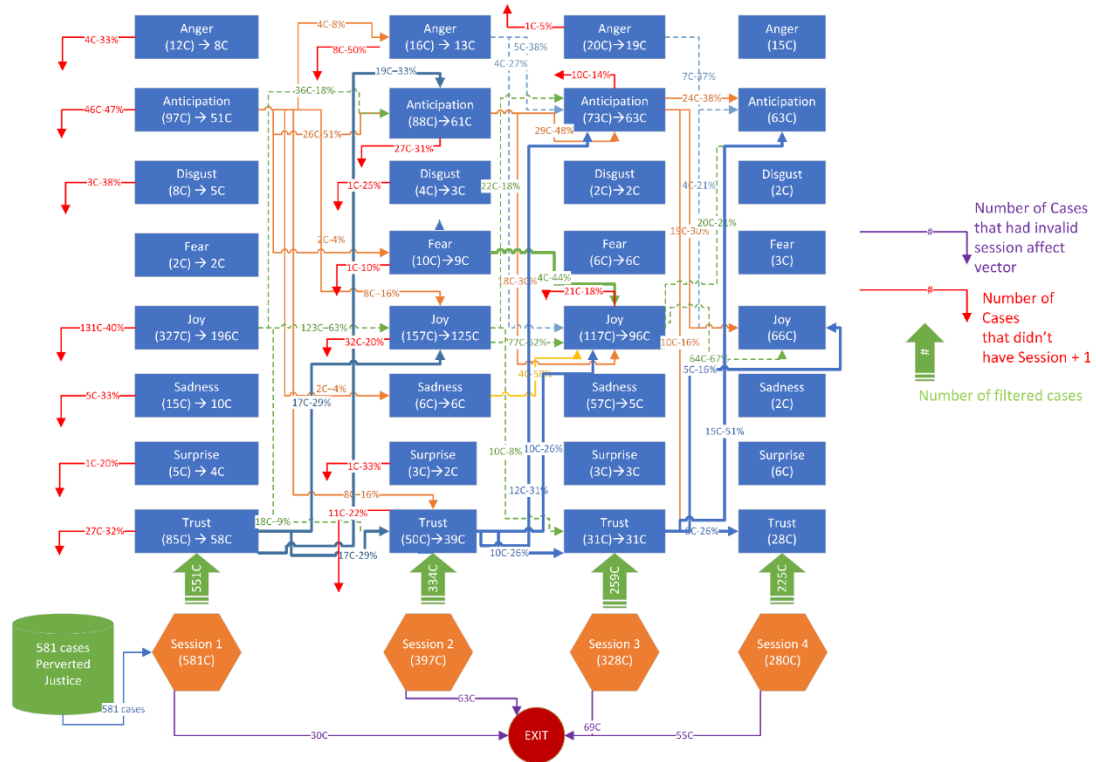 4C-8%
1C-5%
Anger
(12C) → 8C
Anger
(16C) → 13C
Anger
(20C) →19C
Anger
(15C)
4C-33%
8C-50%
5C-38%
4C-27%
19C-33%
10C-14%
7C-37%
36C-18%
24C-38%
Anticipation
(97C) → 51C
Anticipation
(88C) →61C
Anticipation
(73C) →63C
Anticipation
(63C)
46C-47%
26C-51%
29C-48%
27C-31%
Disgust
(8C) → 5C
Disgust
(4C) →3C
Disgust
(2C) →2C
Disgust
(2C)
3C-38%
1C-25%
22C-18%
4C-21%
20C-21%
2C-4%
19C-30%
Fear
(2C) → 2C
Fear
(10C) →9C
Fear
(6C) →6C
Fear
(3C)
1C-10%
4C-44%
18C-30%
8C-16%
21C-18%
Joy
(327C) → 196C
Joy
(157C) →125C
Joy
(117C) →96C
Joy
(66C)
131C-40%
123C-63%
32C-20%
77C-62%
10C-16%
64C-67%
5C-16%
Sadness
(15C) → 10C
Sadness
(6C) →6C
Sadness
(57C) →5C
Sadness
(2C)
5C-33%
2C-4%
17C-29%
15C-51%
10C-8%
10C-26%
Surprise
(5C) → 4C
Surprise
(3C) →2C
Surprise
(3C) →3C
Surprise
(6C)
1C-20%
1C-33%
12C-31%
8C-16%
11C-22%
Trust
(85C) → 58C
Trust
(50C) →39C
Trust
(31C) →31C
Trust
(28C)
27C-32%
18C-9%
17C-29%
10C-26%
551C
334C
259C
225C
581 cases
Perverted
Justice
Session 1
(581C)
Session 2
(397C)
Session 3
(328C)
Session 4
(280C)
581 cases
63C
69C
30C
EXIT
55C
Number of Cases
that had invalid
session affect
vector
#
#
Number of
Cases
that didn't
have Session + 1
#
Number of filtered cases